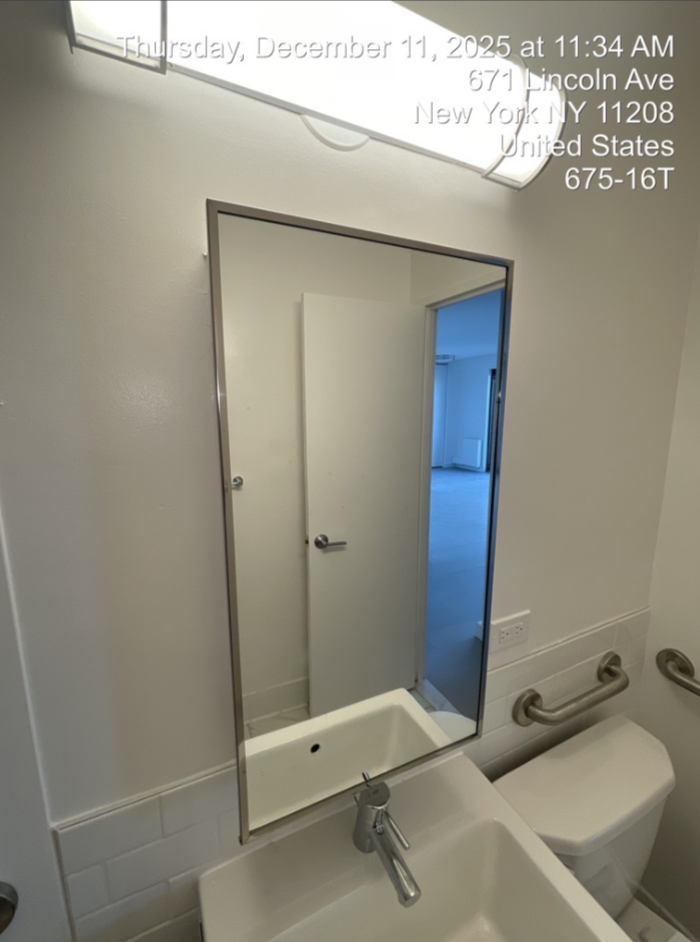 Thursday, December 11, 2025 at 11:34 AM
671 Lincoln Ave
New York NY 11208
United States
675-16T